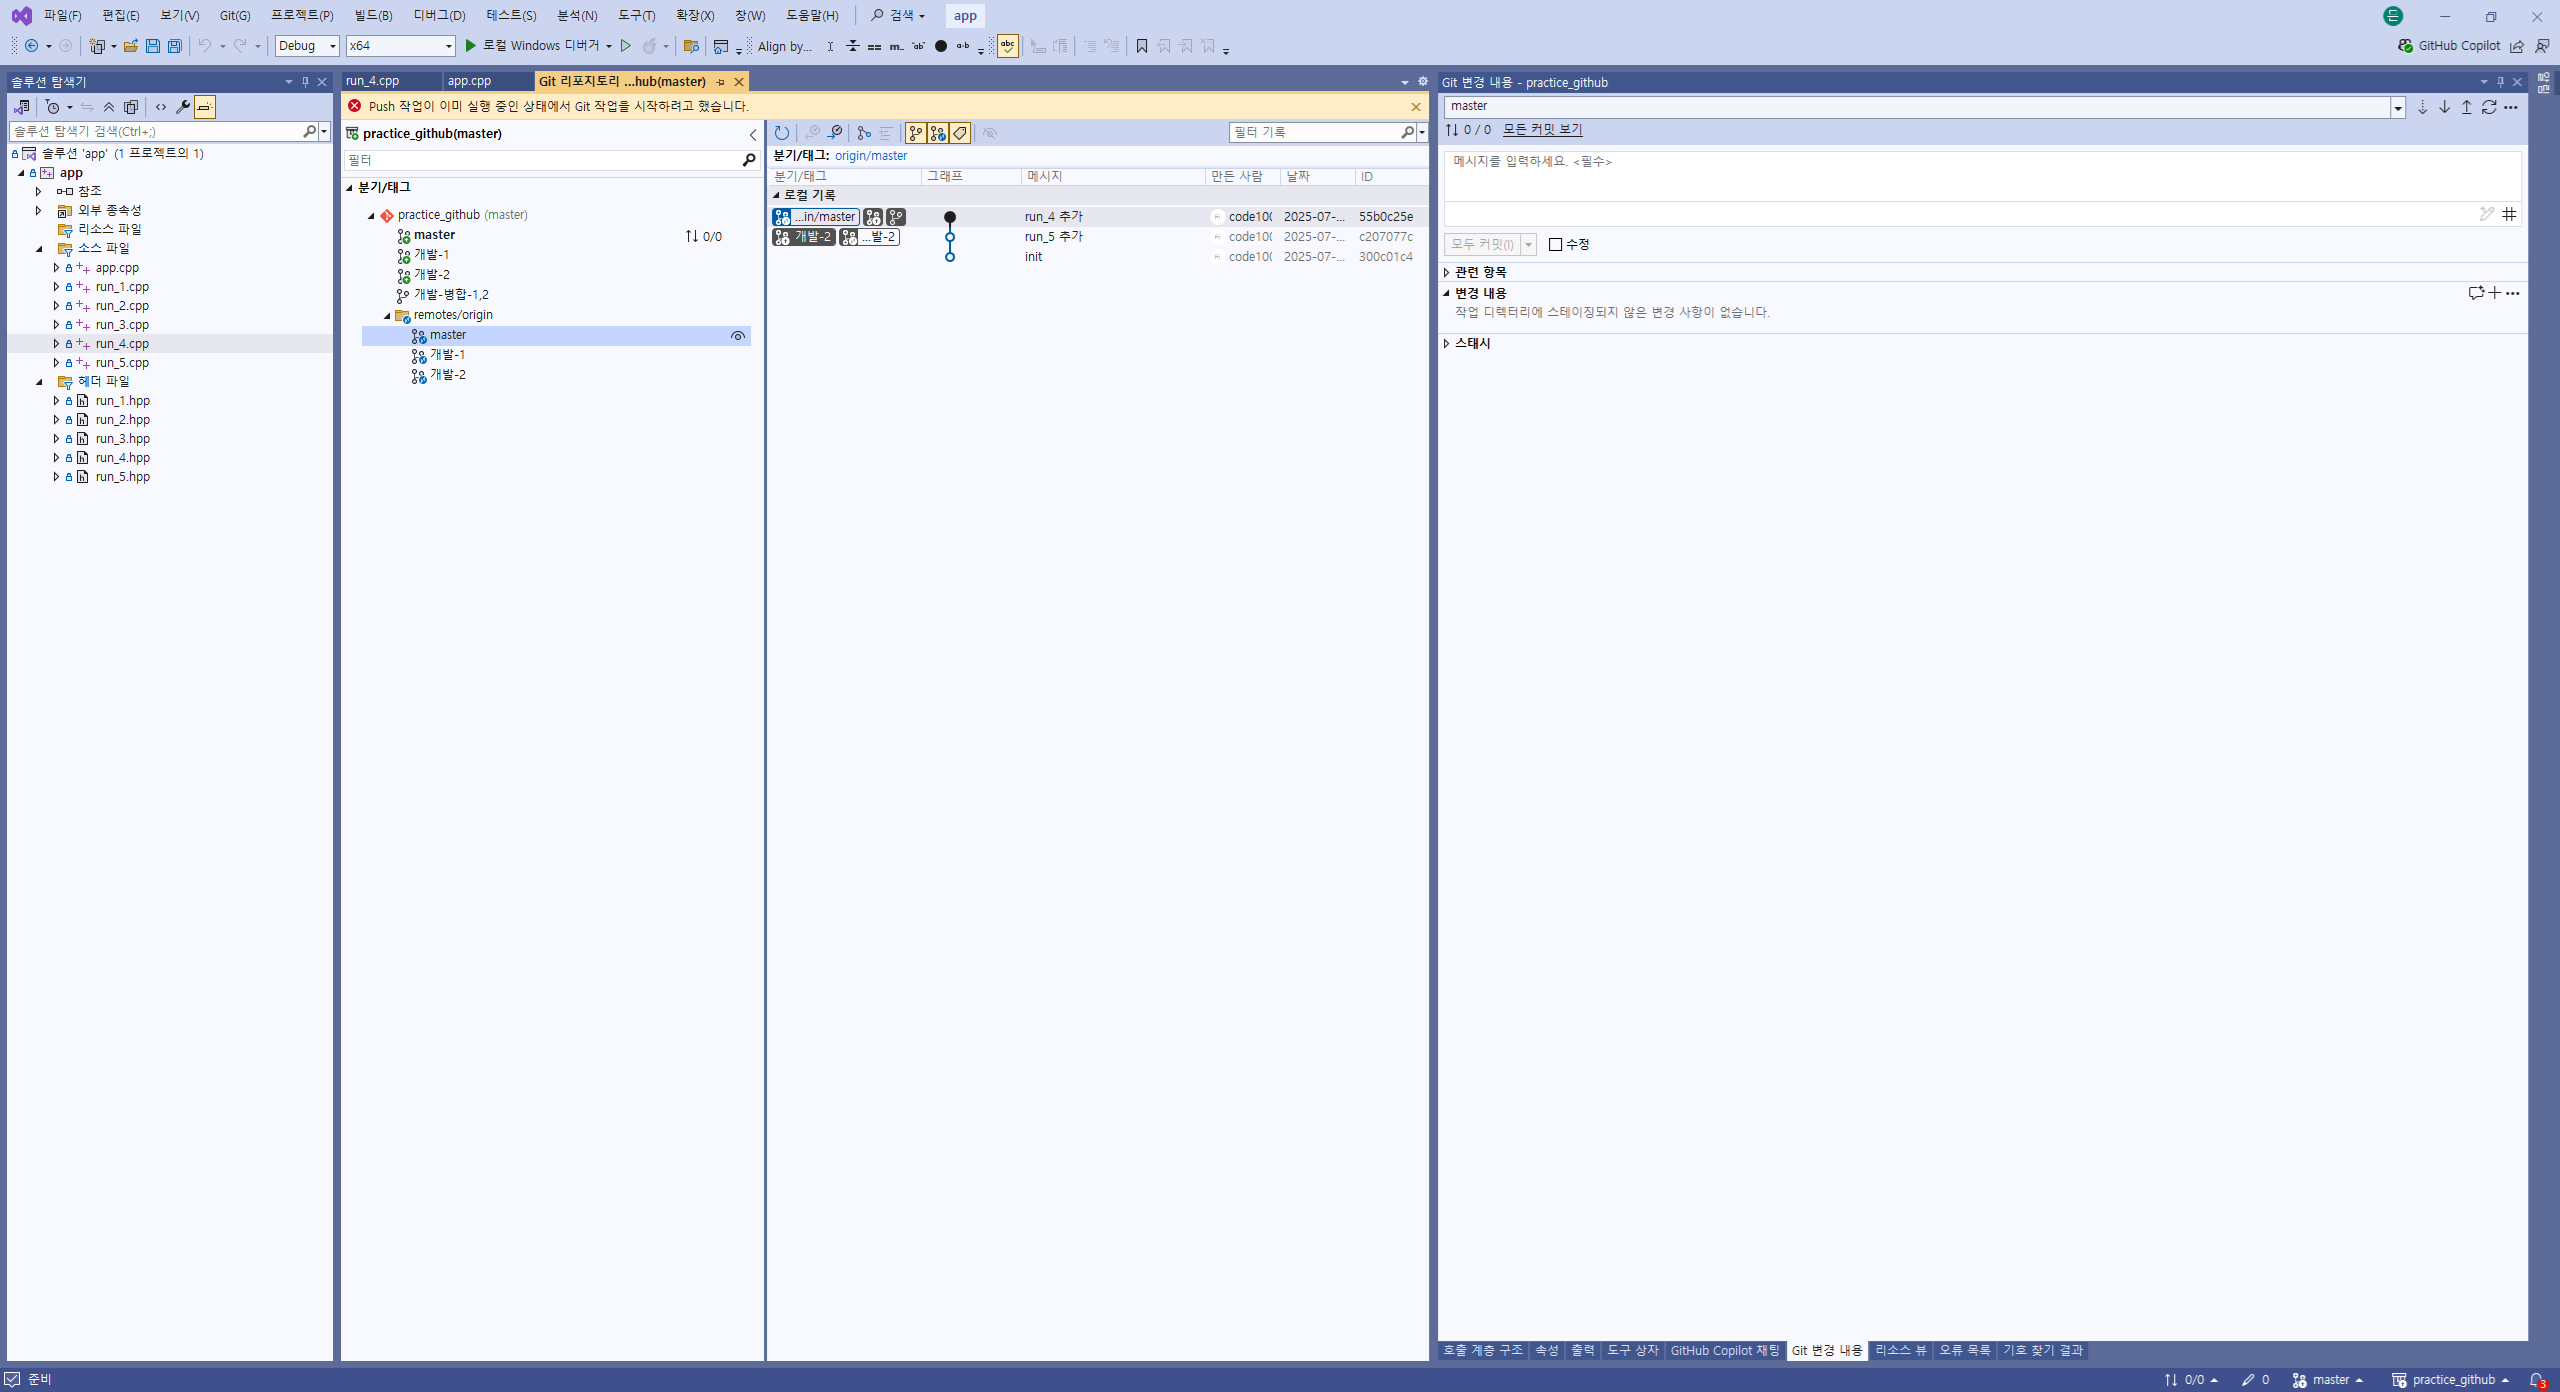 파일(F) 편집(E) 보기(V) Git(G) 프로젝트(P) 빌드(B) 디버그(D) 테스트(S) 분석(N) 도구(T) 확장(X) 창(W) 도움말(H) 검색 app 든
Debug x64 로컬 Windows 디버거 Align by... GitHub Copilot
솔루션 탐색기
솔루션 탐색기 검색(Ctrl+;)
솔루션 'app' (1 프로젝트의 1)
app
참조
외부 종속성
리소스 파일
소스 파일
app.cpp
run_1.cpp
run_2.cpp
run_3.cpp
run_4.cpp
run_5.cpp
헤더 파일
run_1.hpp
run_2.hpp
run_3.hpp
run_4.hpp
run_5.hpp
run_4.cpp app.cpp Git 리포지토리 ...hub(master)
Push 작업이 이미 실행 중인 상태에서 Git 작업을 시작하려고 했습니다.
practice_github(master)
필터
분기/태그
practice_github (master)
master 0/0
개발-1
개발-2
개발-병합-1,2
remotes/origin
master
개발-1
개발-2
필터 기록
분기/태그: origin/master
분기/태그 그래프 메시지 만든 사람 날짜 ID
로컬 기록
...in/master run_4 추가 code10( 2025-07-... 55b0c25e
개발-2 ...발-2 run_5 추가 code10( 2025-07-... c207077c
init code10( 2025-07-... 300c01c4
Git 변경 내용 - practice_github
master
0 / 0 모든 커밋 보기
메시지를 입력하세요. <필수>
모두 커밋(I) 수정
관련 항목
변경 내용
작업 디렉터리에 스테이징되지 않은 변경 사항이 없습니다.
스태시
호출 계층 구조 속성 출력 도구 상자 GitHub Copilot 채팅 Git 변경 내용 리소스 뷰 오류 목록 기호 찾기 결과
준비 0/0 0 master practice_github 3